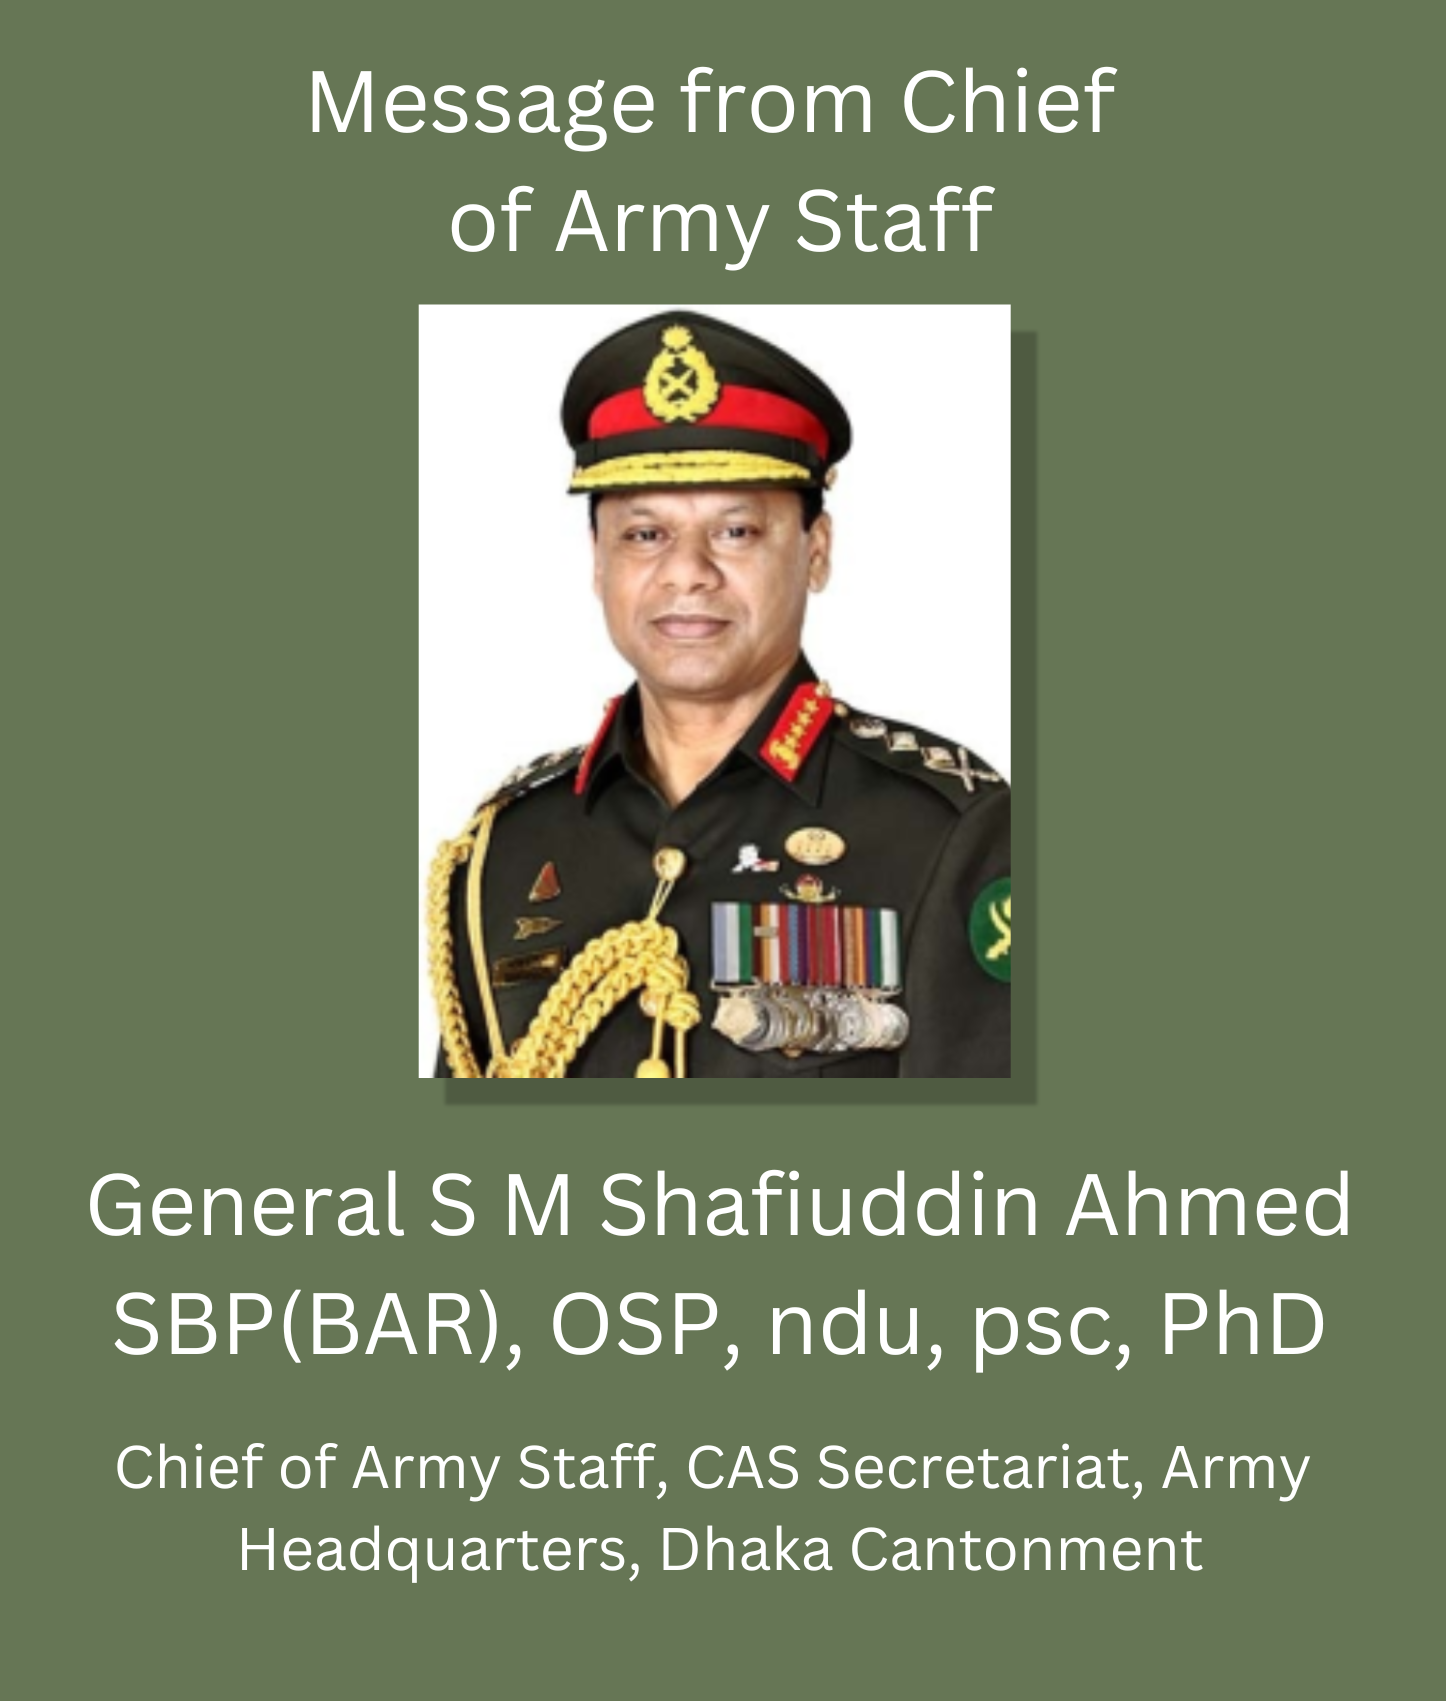 Message from Chief
of Army Staff
General S M Shafiuddin Ahmed
SBP(BAR), OSP, ndu, psc, PhD
Chief of Army Staff, CAS Secretariat, Army
Headquarters, Dhaka Cantonment